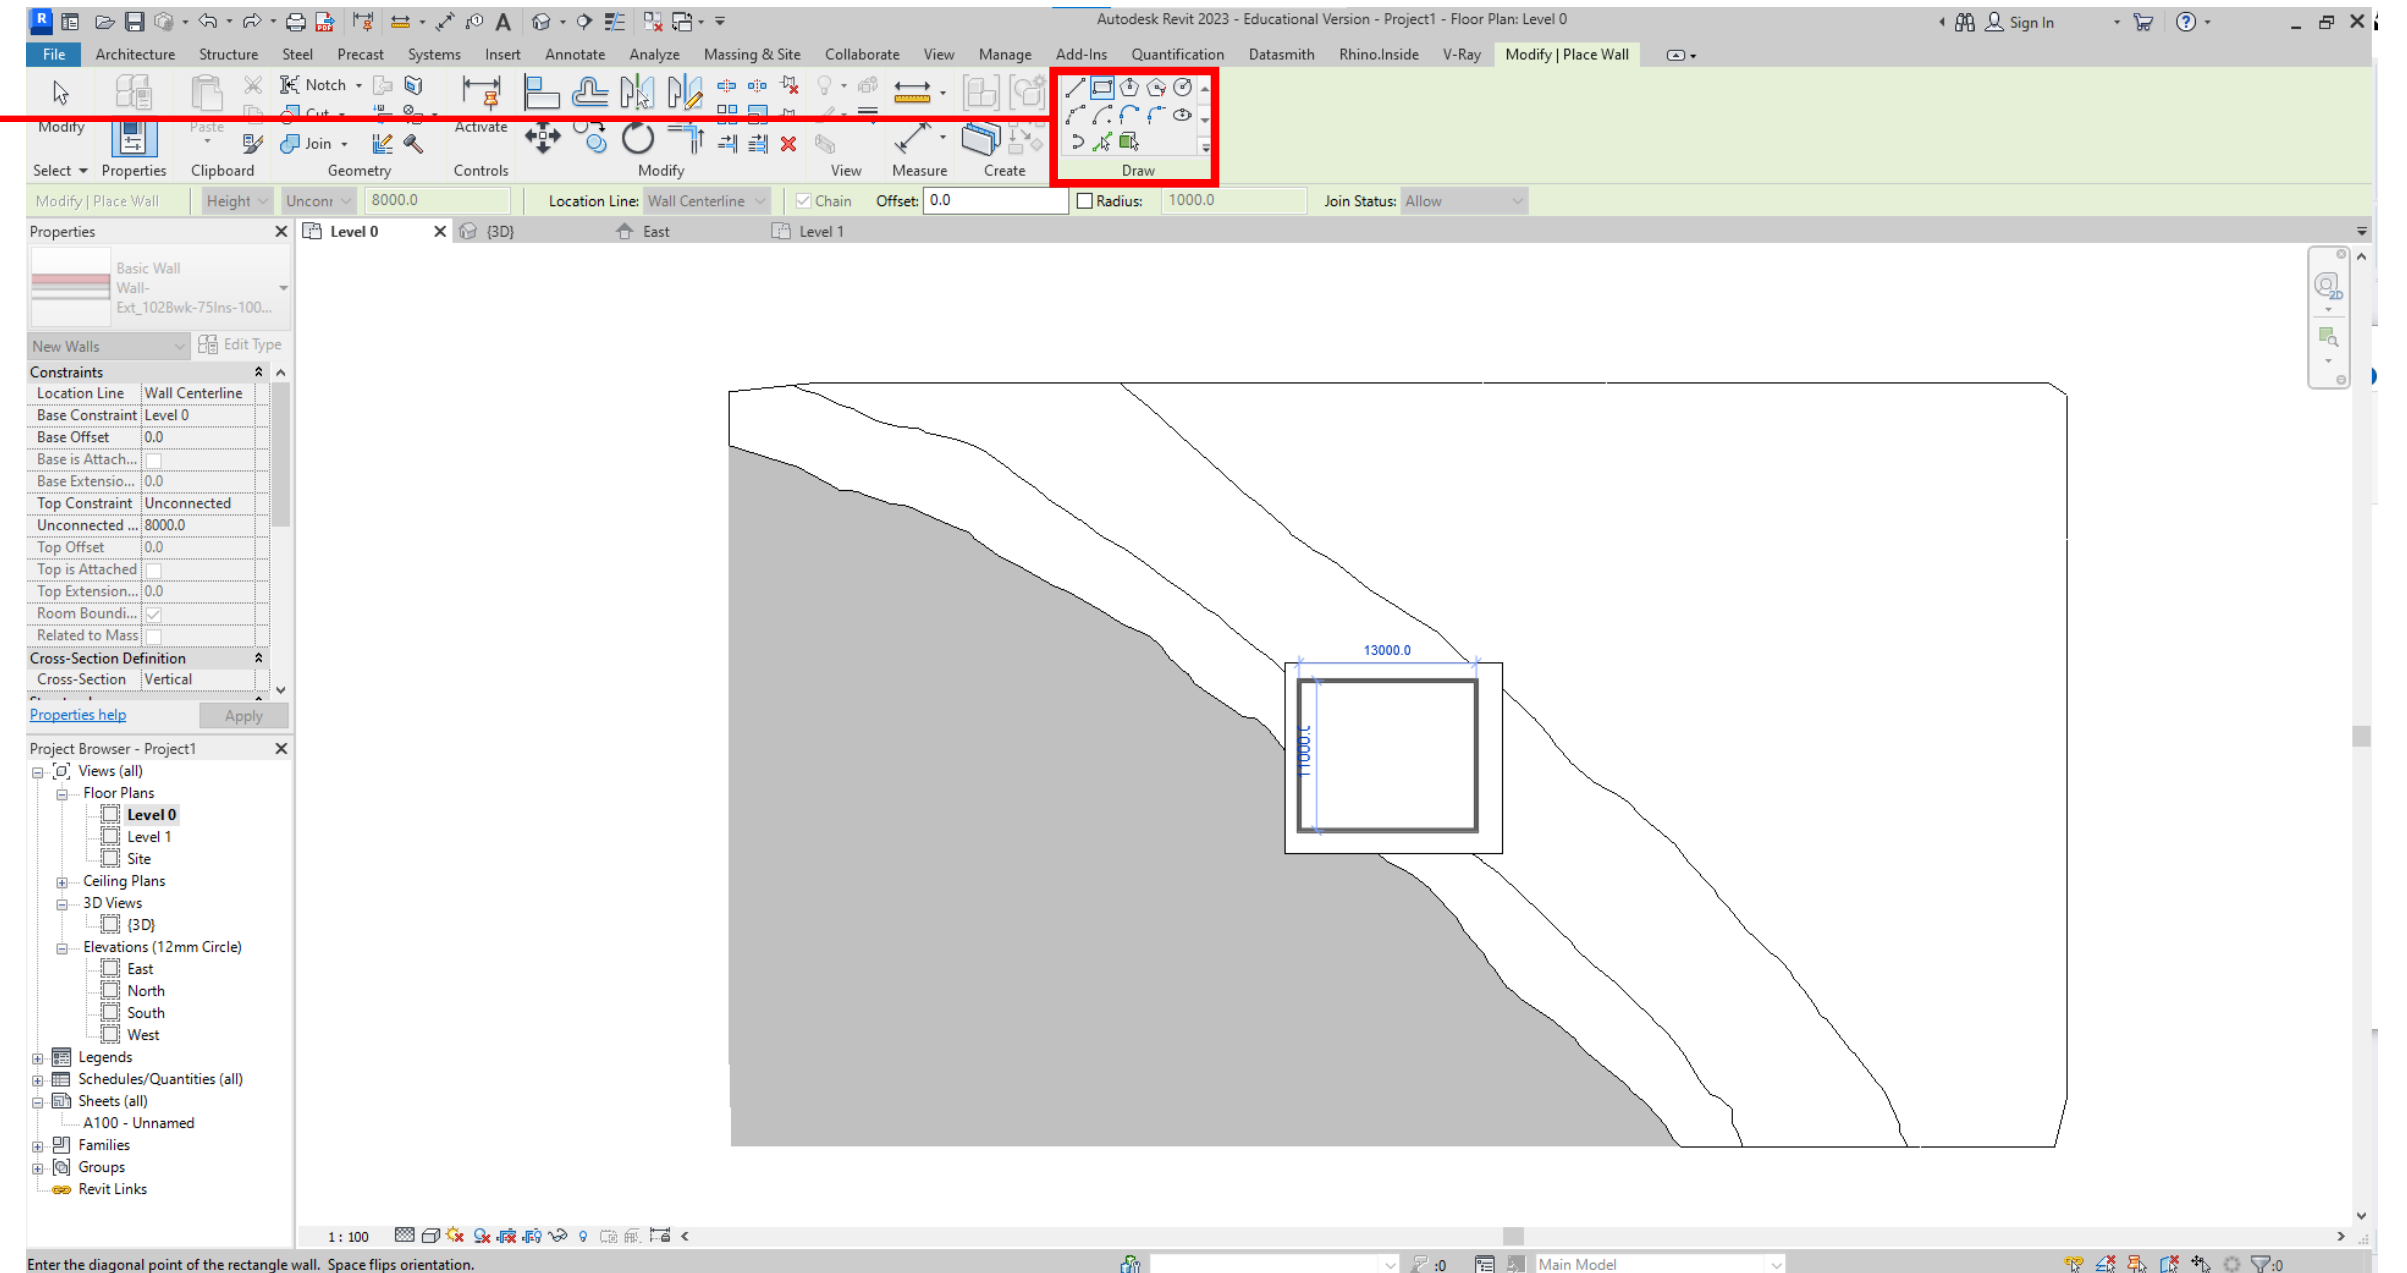 Autodesk Revit 2023 - Educational Version - Project1 - Floor Plan: Level 0
Sign In
File Architecture Structure Steel Precast Systems Insert Annotate Analyze Massing & Site Collaborate View Manage Add-Ins Quantification Datasmith Rhino.Inside V-Ray Modify | Place Wall
Notch
Cut
Modify Paste Join Activate
Select Properties Clipboard Geometry Controls Modify View Measure Create Draw
Modify | Place Wall Height Unconr 8000.0 Location Line: Wall Centerline Chain Offset: 0.0 Radius: 1000.0 Join Status: Allow
Properties
Level 0 {3D} East Level 1
Basic Wall
Wall-
Ext_102Bwk-75Ins-100...
New Walls Edit Type
Constraints
Location Line Wall Centerline
Base Constraint Level 0
Base Offset 0.0
Base is Attach...
Base Extensio... 0.0
Top Constraint Unconnected
Unconnected ... 8000.0
Top Offset 0.0
Top is Attached
Top Extension... 0.0
Room Boundi...
Related to Mass
Cross-Section Definition
Cross-Section Vertical
Properties help Apply
Project Browser - Project1
Views (all)
Floor Plans
Level 0
Level 1
Site
Ceiling Plans
3D Views
{3D}
Elevations (12mm Circle)
East
North
South
West
Legends
Schedules/Quantities (all)
Sheets (all)
A100 - Unnamed
Families
Groups
Revit Links
2D
13000.0
11000.0
1 : 100
Enter the diagonal point of the rectangle wall. Space flips orientation.
:0
Main Model
:0